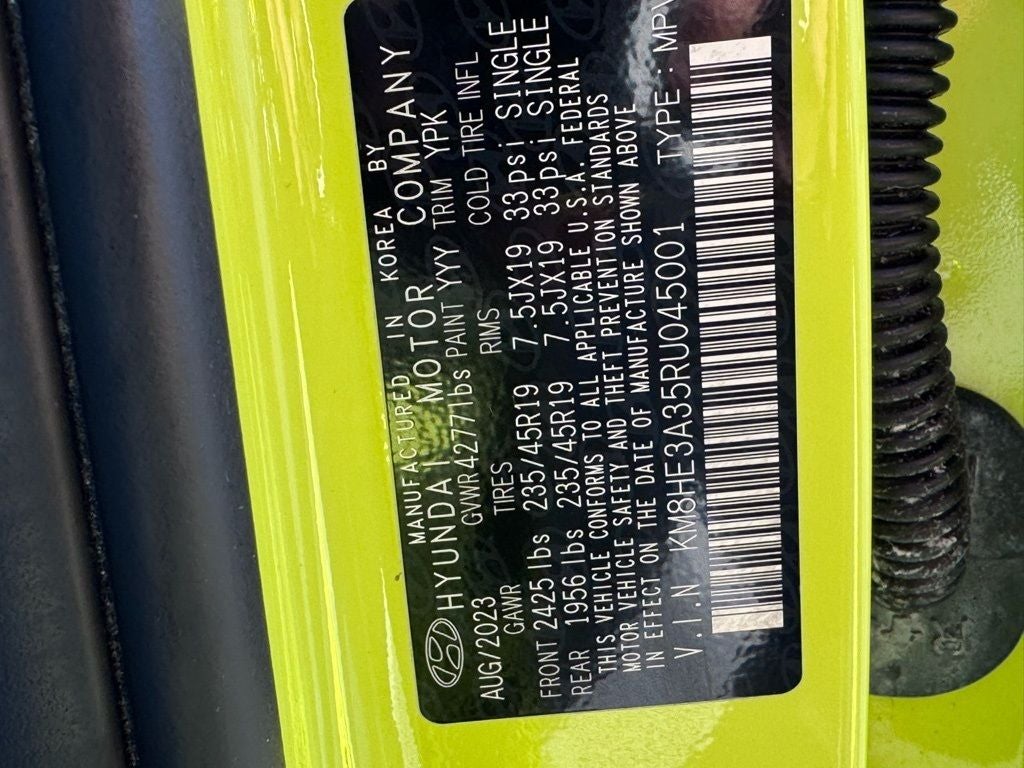 MANUFACTURED IN KOREA BY
HYUNDAI MOTOR COMPANY
AUG/2023 GVWR 4277lbs PAINT YYY TRIM YPK
GAWR TIRES RIMS COLD TIRE INFL
FRONT 2425 lbs 235/45R19 7.5JX19 33psi SINGLE
REAR 1956 lbs 235/45R19 7.5JX19 33psi SINGLE
THIS VEHICLE CONFORMS TO ALL APPLICABLE U.S.A. FEDERAL
MOTOR VEHICLE SAFETY AND THEFT PREVENTION STANDARDS
IN EFFECT ON THE DATE OF MANUFACTURE SHOWN ABOVE
V.I.N KM8HE3A35RU045001 TYPE : MPV